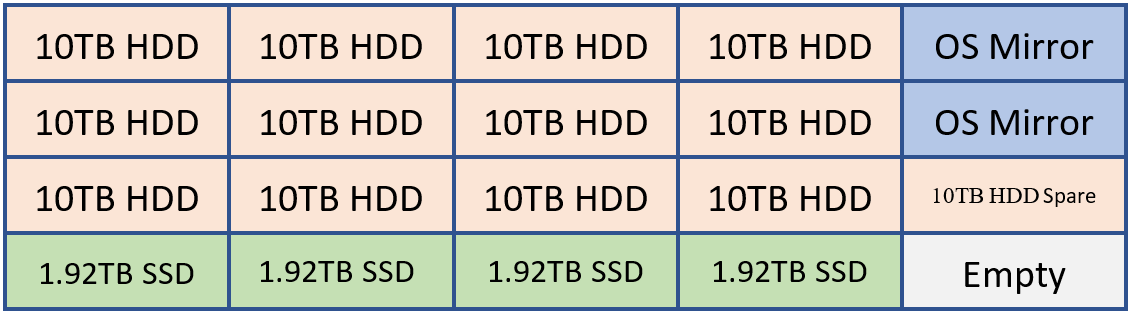 10TB HDD 10TB HDD 10TB HDD 10TB HDD OS Mirror
10TB HDD 10TB HDD 10TB HDD 10TB HDD OS Mirror
10TB HDD 10TB HDD 10TB HDD 10TB HDD 10TB HDD Spare
1.92TB SSD 1.92TB SSD 1.92TB SSD 1.92TB SSD Empty